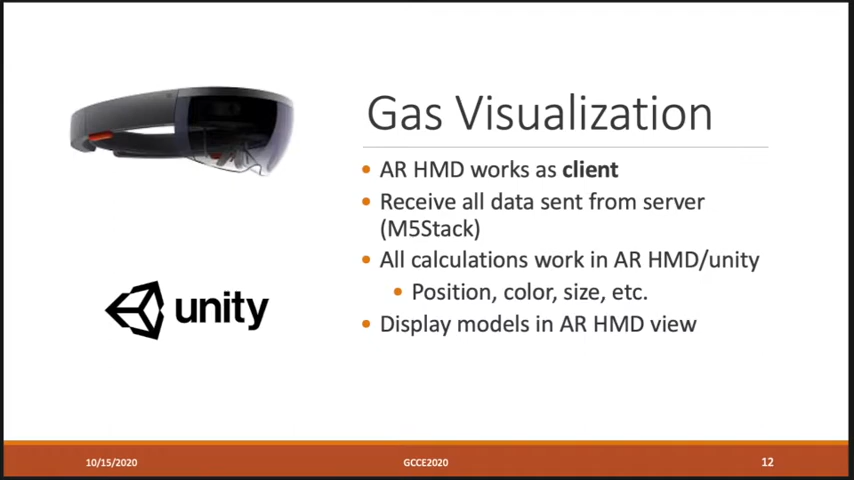 Gas Visualization
• AR HMD works as client
• Receive all data sent from server
(M5Stack)
• All calculations work in AR HMD/unity
• Position, color, size, etc.
• Display models in AR HMD view
unity
10/15/2020
GCCE2020
12